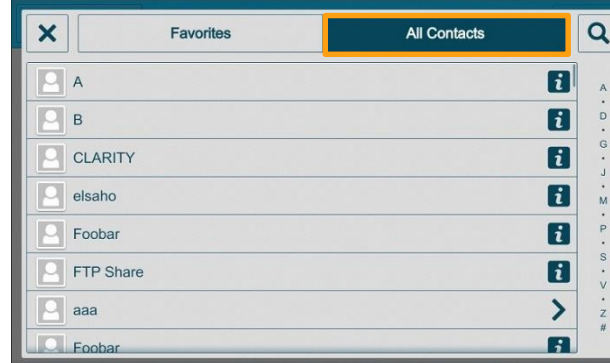 Favorites
All Contacts
A
B
CLARITY
elsaho
Foobar
FTP Share
aaa
Foobar
A
D
G
J
M
P
S
V
Z
#